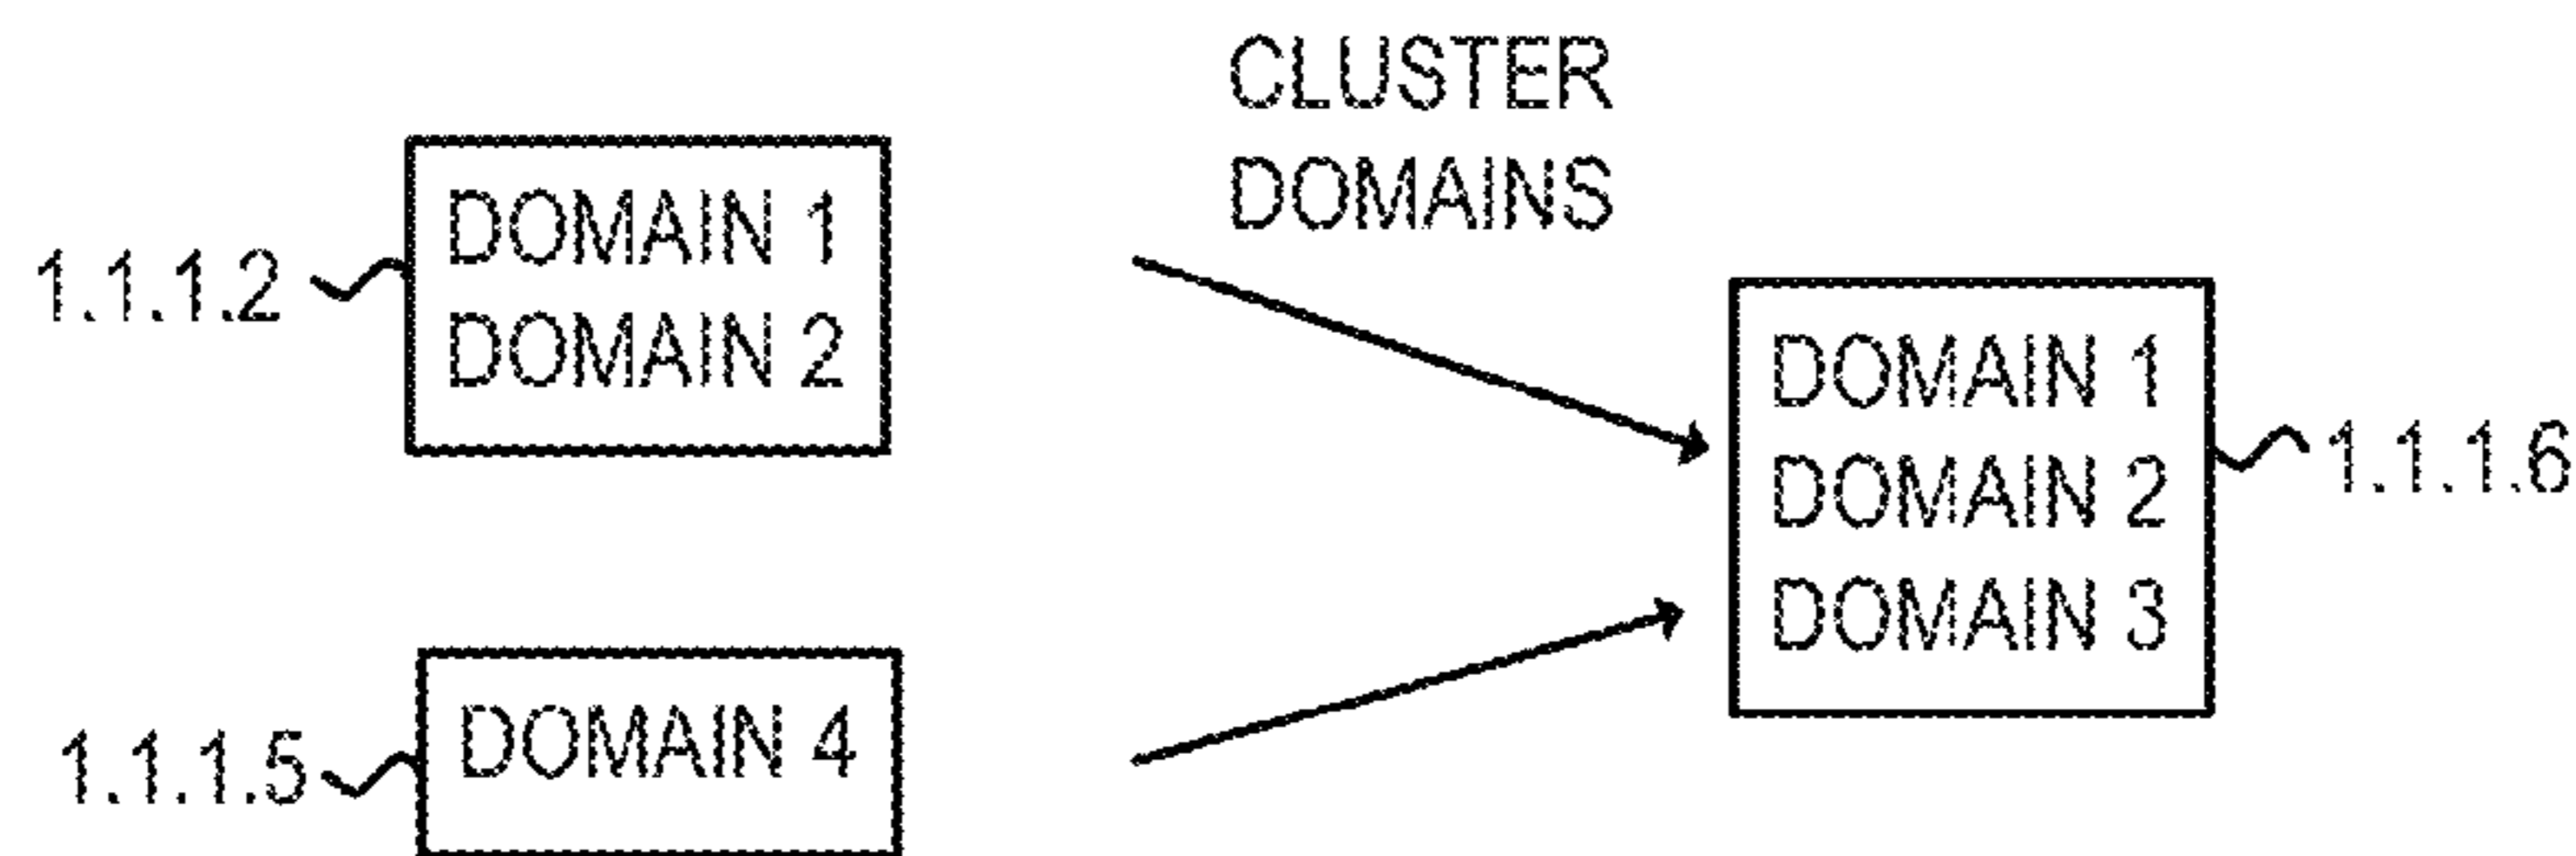 CLUSTER
DOMAINS
1.1.1.2
DOMAIN 1
DOMAIN 2
1.1.1.5
DOMAIN 4
DOMAIN 1
DOMAIN 2
DOMAIN 3
1.1.1.6